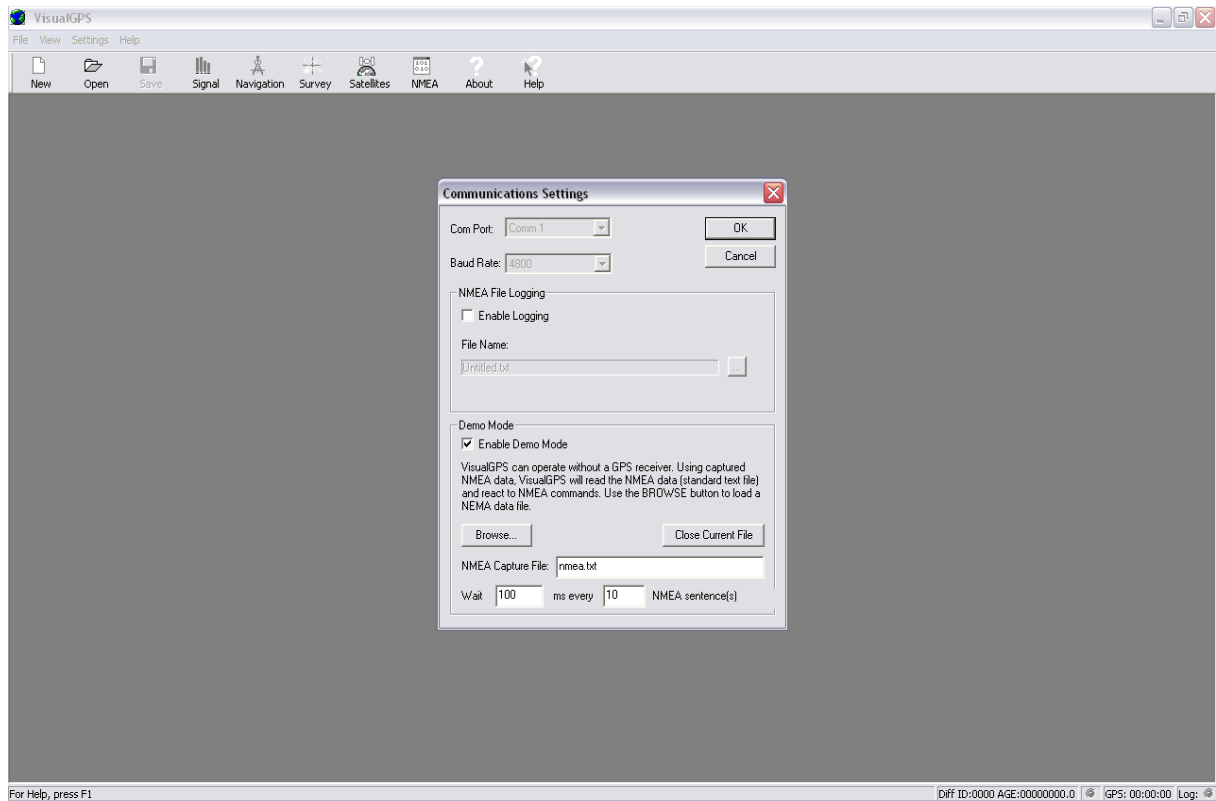 VisualGPS
File View Settings Help
New Open Save Signal Navigation Survey Satellites NMEA About Help
Communications Settings
Com Port: Comm 1
OK
Baud Rate: 4800
Cancel
NMEA File Logging
Enable Logging
File Name:
Untitled.txt
...
Demo Mode
Enable Demo Mode
VisualGPS can operate without a GPS receiver. Using captured
NMEA data, VisualGPS will read the NMEA data (standard text file)
and react to NMEA commands. Use the BROWSE button to load a
NEMA data file.
Browse... Close Current File
NMEA Capture File: nmea.txt
Wait 100 ms every 10 NMEA sentence(s)
For Help, press F1
Diff ID:0000 AGE:00000000.0 GPS: 00:00:00 Log: